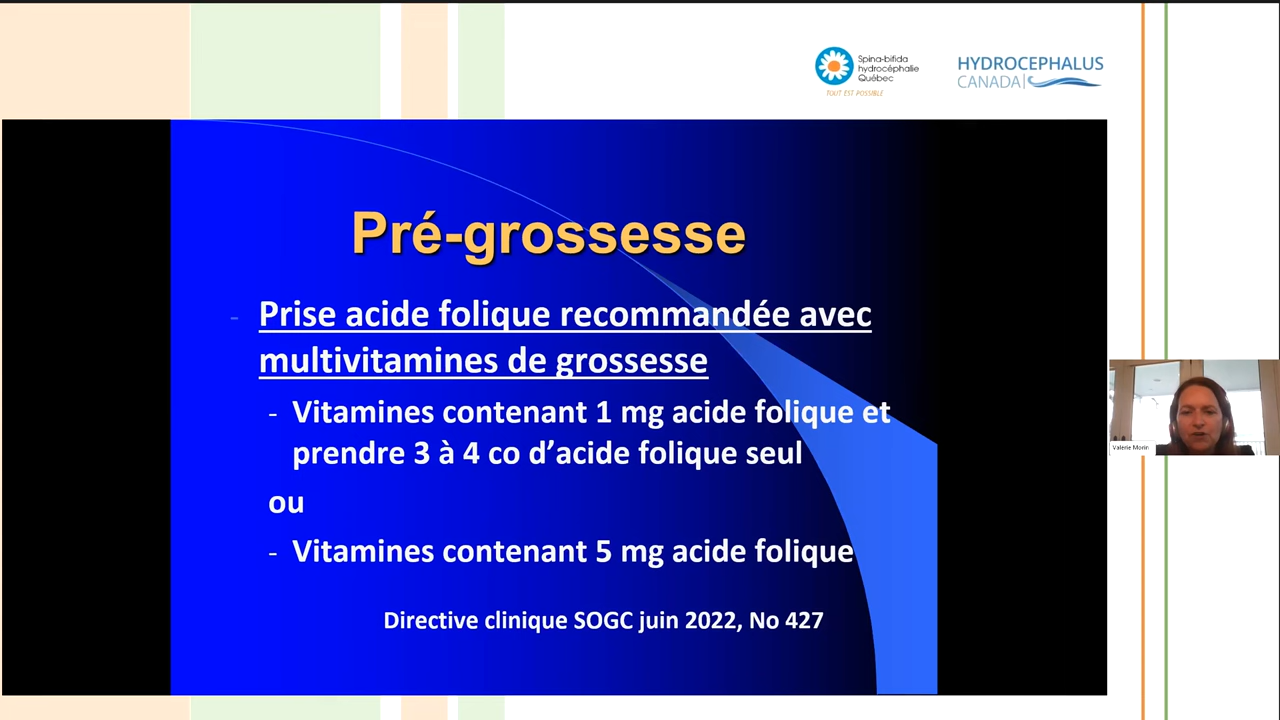 Spina-bifida
hydrocéphalie
Québec
TOUT EST POSSIBLE
HYDROCEPHALUS
CANADA
Pré-grossesse
- Prise acide folique recommandée avec
multivitamines de grossesse
- Vitamines contenant 1 mg acide folique et
prendre 3 à 4 co d’acide folique seul
ou
- Vitamines contenant 5 mg acide folique
Directive clinique SOGC juin 2022, No 427
Valérie Morin